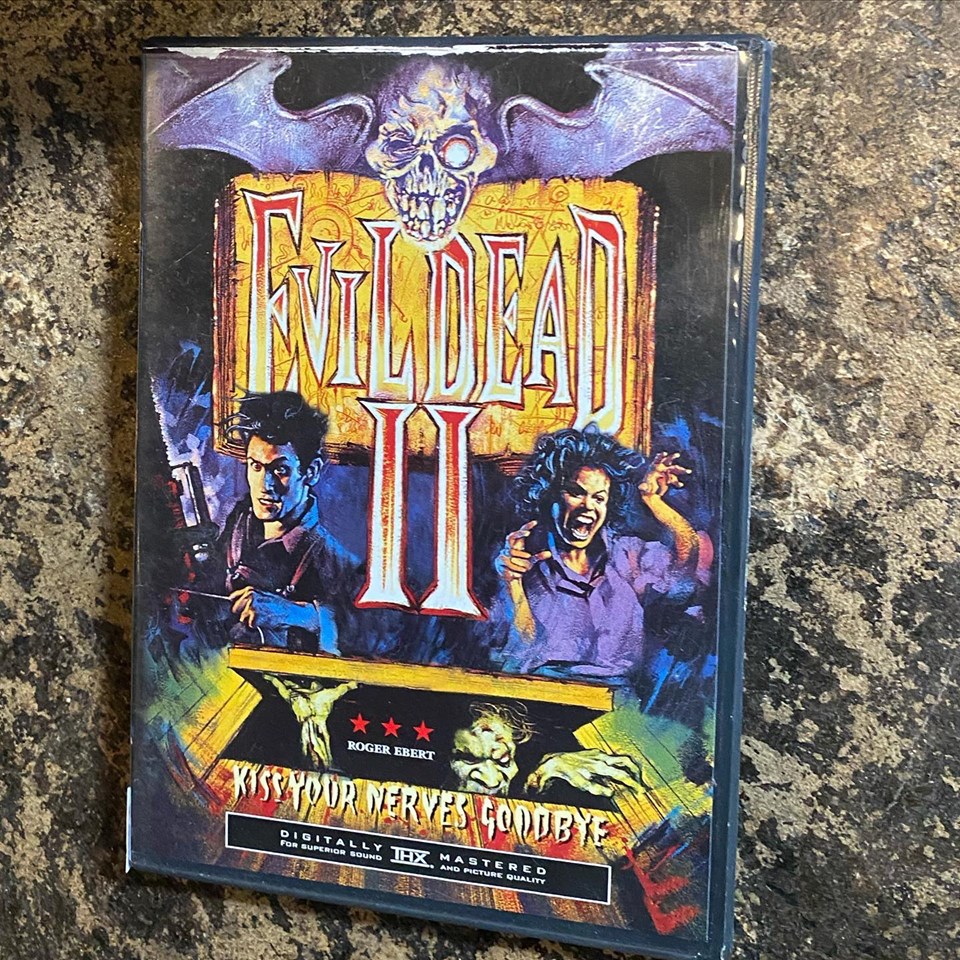 EVIL DEAD
II
ROGER EBERT
KISS YOUR NERVES GOODBYE
DIGITALLY THX MASTERED
FOR SUPERIOR SOUND AND PICTURE QUALITY